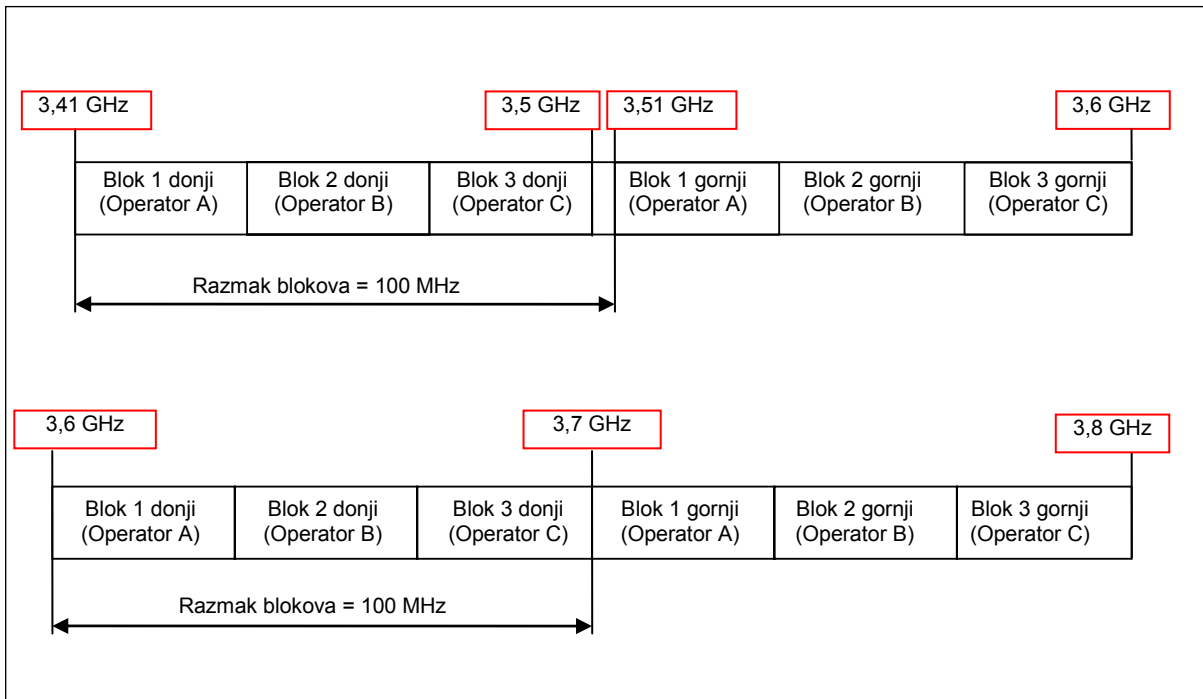 3,41 GHz
3,5 GHz
3,51 GHz
3,6 GHz
Blok 1 donji
(Operator A)
Blok 2 donji
(Operator B)
Blok 3 donji
(Operator C)
Blok 1 gornji
(Operator A)
Blok 2 gornji
(Operator B)
Blok 3 gornji
(Operator C)
Razmak blokova = 100 MHz
3,6 GHz
3,7 GHz
3,8 GHz
Blok 1 donji
(Operator A)
Blok 2 donji
(Operator B)
Blok 3 donji
(Operator C)
Blok 1 gornji
(Operator A)
Blok 2 gornji
(Operator B)
Blok 3 gornji
(Operator C)
Razmak blokova = 100 MHz